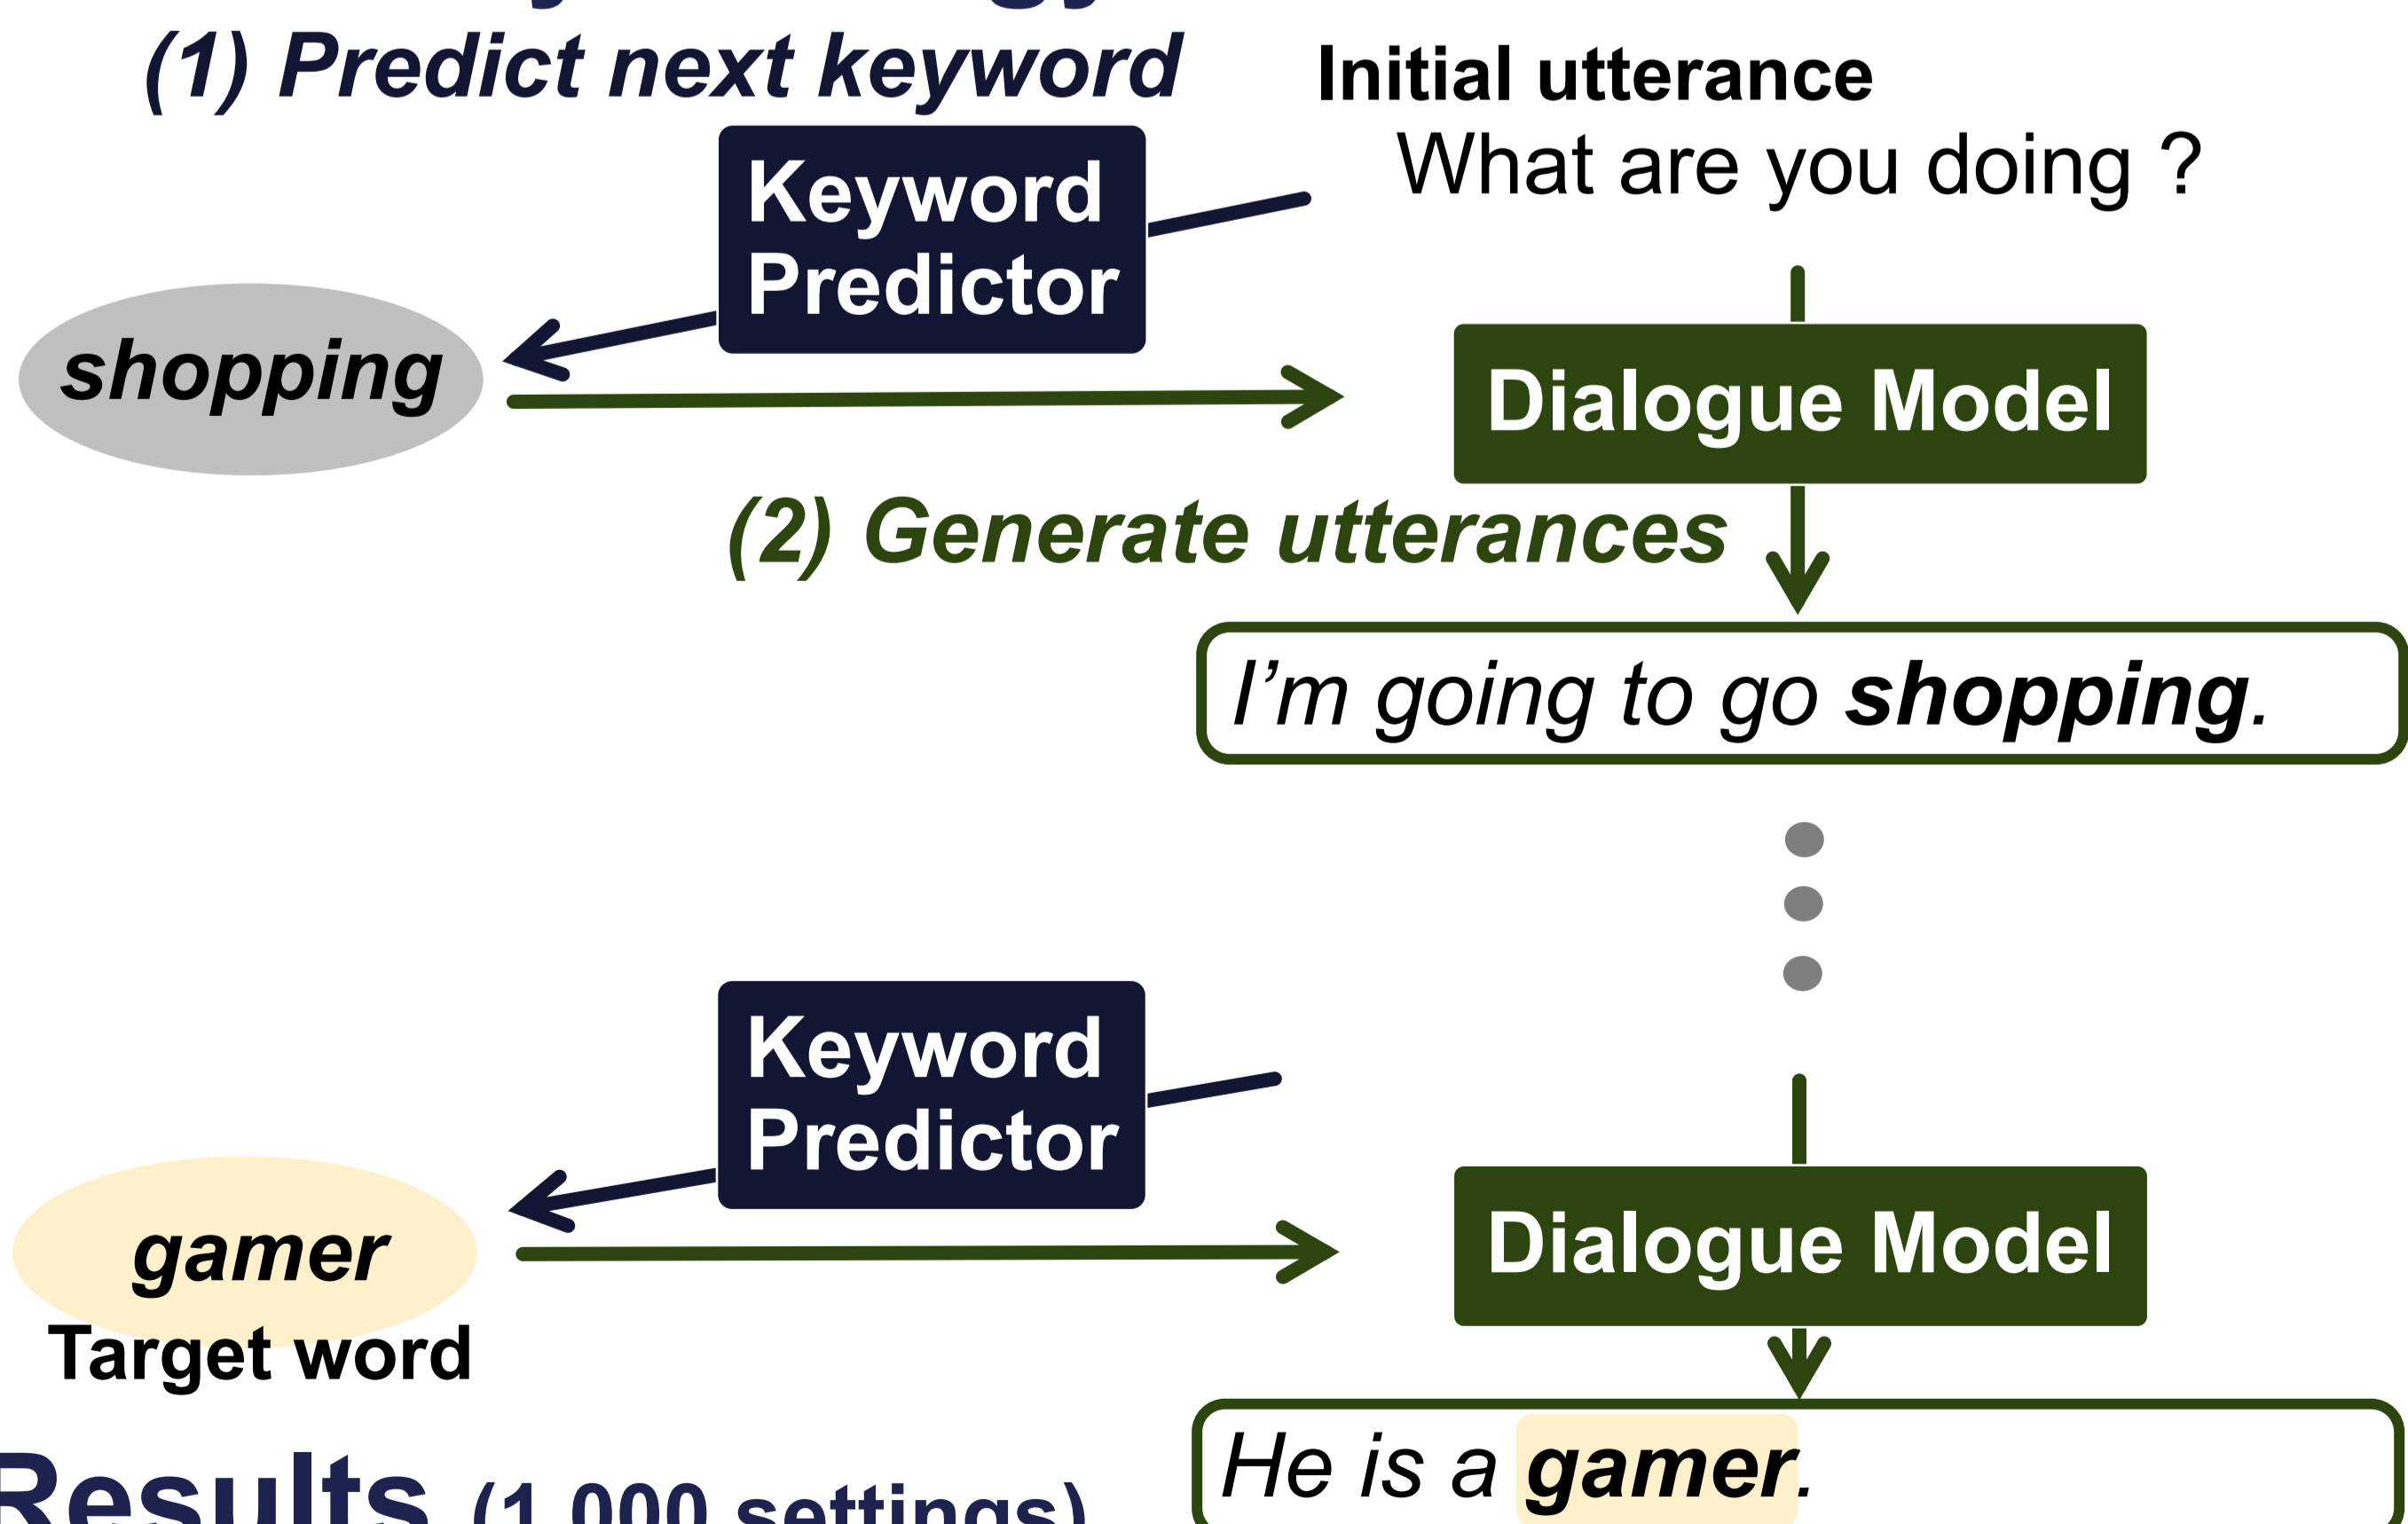 (1) Predict next keyword
Initial utterance
What are you doing ?
Keyword
Predictor
shopping
Dialogue Model
(2) Generate utterances
I'm going to go shopping.
Keyword
Predictor
gamer
Target word
Dialogue Model
He is a gamer.
Results (1,000 settings)